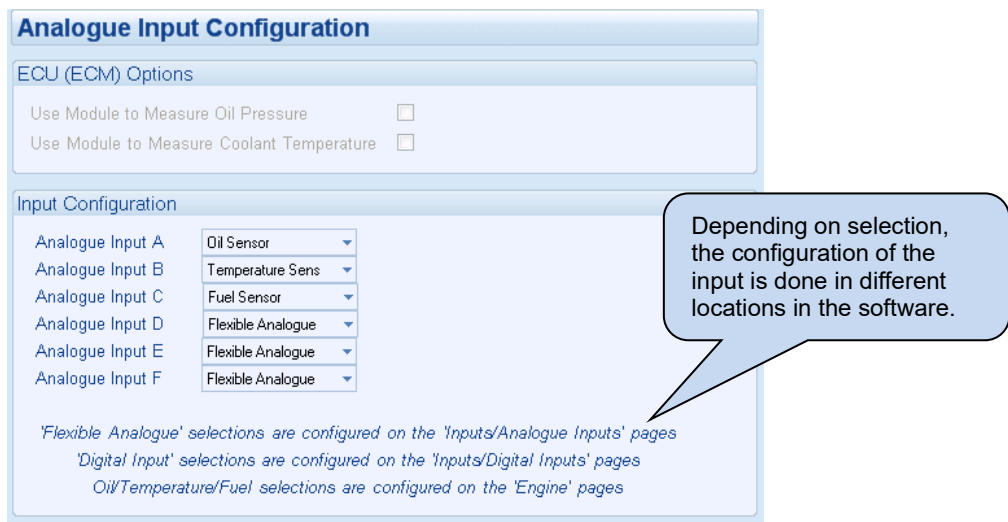 Analogue Input Configuration
ECU (ECM) Options
Use Module to Measure Oil Pressure
Use Module to Measure Coolant Temperature
Input Configuration
Analogue Input A Oil Sensor
Analogue Input B Temperature Sens
Analogue Input C Fuel Sensor
Analogue Input D Flexible Analogue
Analogue Input E Flexible Analogue
Analogue Input F Flexible Analogue
'Flexible Analogue' selections are configured on the 'Inputs/Analogue Inputs' pages
'Digital Input' selections are configured on the 'Inputs/Digital Inputs' pages
Oil/Temperature/Fuel selections are configured on the 'Engine' pages
Depending on selection,
the configuration of the
input is done in different
locations in the software.